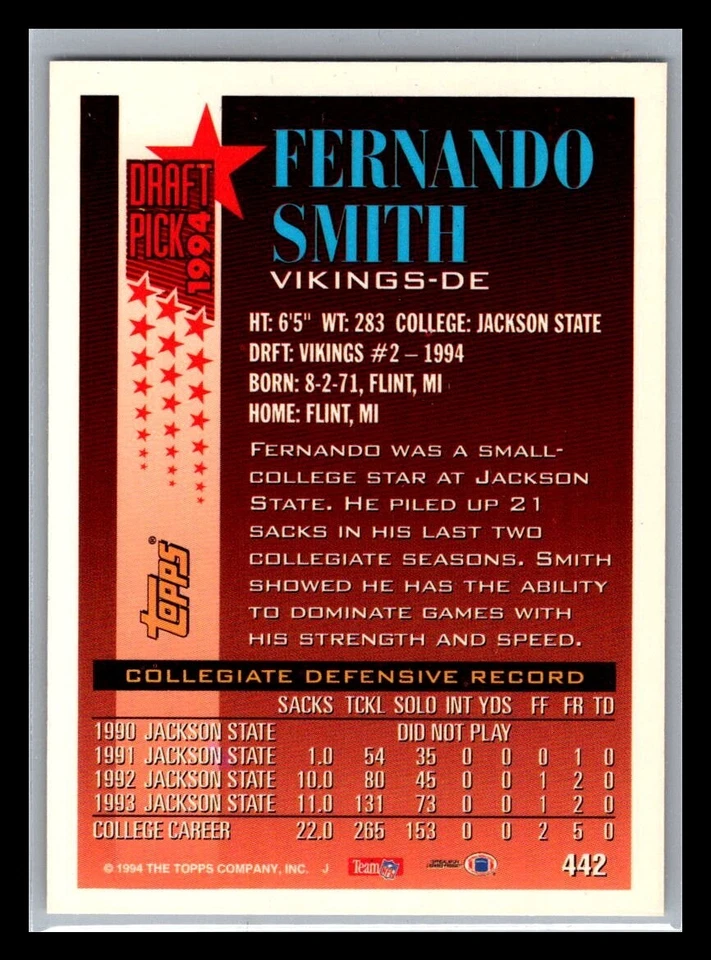 DRAFT
PICK
1994
FERNANDO
SMITH
VIKINGS-DE
HT: 6'5" WT: 283 COLLEGE: JACKSON STATE
DRFT: VIKINGS #2 – 1994
BORN: 8-2-71, FLINT, MI
HOME: FLINT, MI
FERNANDO WAS A SMALL-
COLLEGE STAR AT JACKSON
STATE. HE PILED UP 21
SACKS IN HIS LAST TWO
COLLEGIATE SEASONS. SMITH
SHOWED HE HAS THE ABILITY
TO DOMINATE GAMES WITH
HIS STRENGTH AND SPEED.
Topps®
COLLEGIATE DEFENSIVE RECORD
SACKS TCKL SOLO INT YDS FF FR TD
1990 JACKSON STATE DID NOT PLAY
1991 JACKSON STATE 1.0 54 35 0 0 0 1 0
1992 JACKSON STATE 10.0 80 45 0 0 1 2 0
1993 JACKSON STATE 11.0 131 73 0 0 1 2 0
COLLEGE CAREER 22.0 265 153 0 0 2 5 0
© 1994 THE TOPPS COMPANY, INC. J Team NFL 442